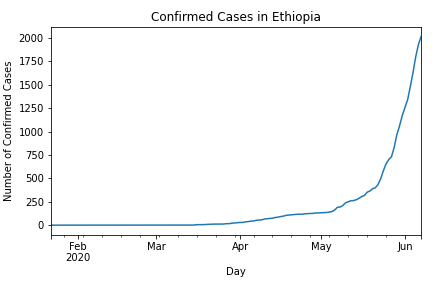 Confirmed Cases in Ethiopia
Number of Confirmed Cases
2000
1750
1500
1250
1000
750
500
250
0
Feb
2020
Mar
Apr
May
Jun
Day